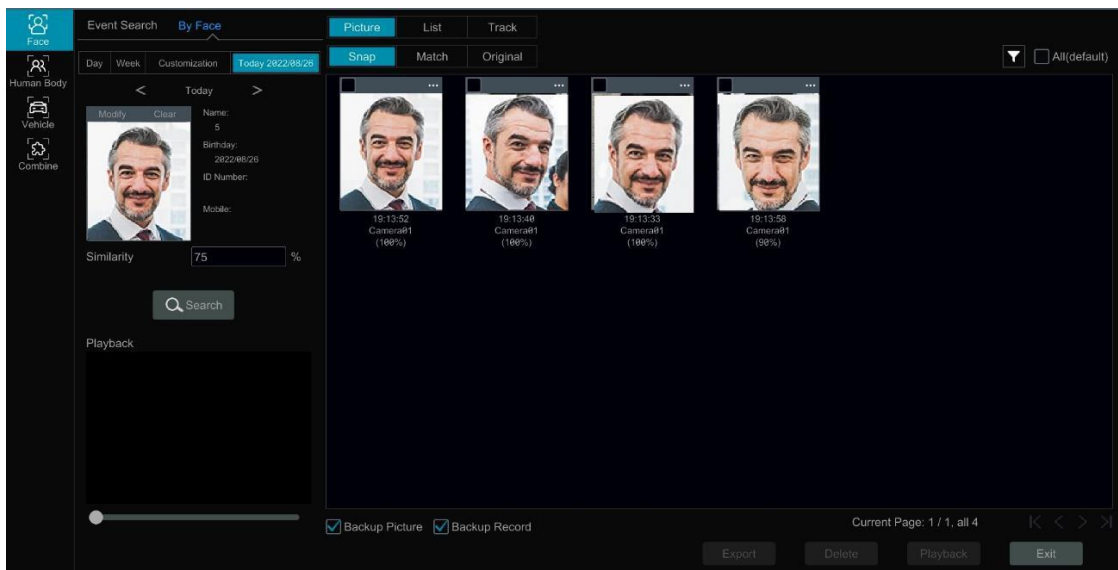 Face
Human Body
Vehicle
Combine
Event Search By Face
Day Week Customization Today 2022/08/26
< Today >
Modify Clear
Name:
5
Birthday:
2022/08/26
ID Number:
Mobile:
Similarity 75 %
Search
Playback
Picture List Track
Snap Match Original
All(default)
19:13:52
Camera01
(100%)
19:13:40
Camera01
(100%)
19:13:33
Camera01
(100%)
19:13:58
Camera01
(90%)
Backup Picture Backup Record
Current Page: 1 / 1, all 4
Export Delete Playback Exit